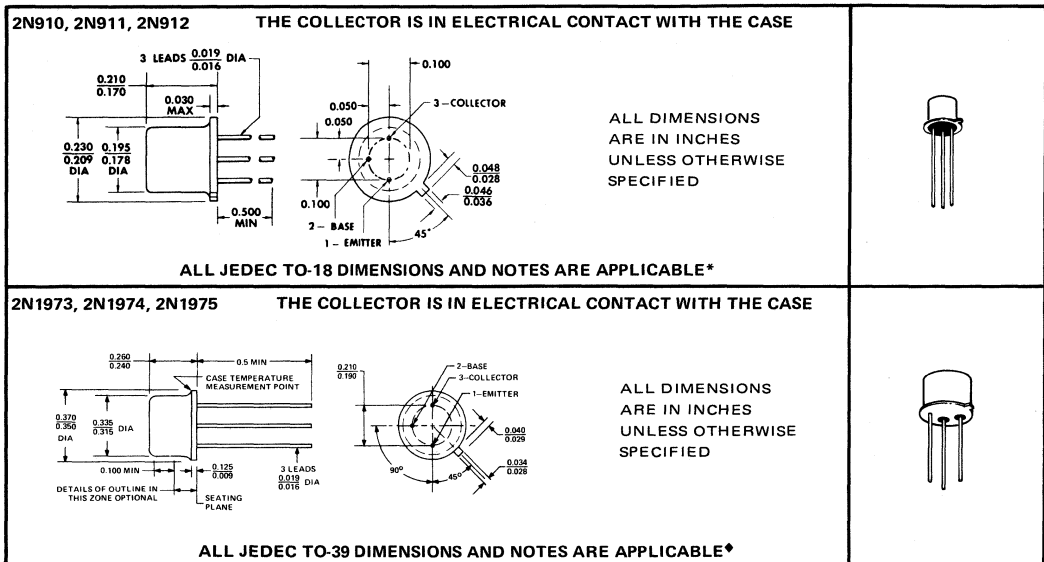 2N910, 2N911, 2N912 THE COLLECTOR IS IN ELECTRICAL CONTACT WITH THE CASE
3 LEADS 0.019 DIA
0.016
0.210
0.170
0.030
MAX
0.230
0.209
DIA
0.195
0.178
DIA
0.500
MIN
0.100
0.050
0.050
3 – COLLECTOR
0.100
2 – BASE
1 – EMITTER
0.048
0.028
0.046
0.036
45°
ALL DIMENSIONS
ARE IN INCHES
UNLESS OTHERWISE
SPECIFIED
ALL JEDEC TO-18 DIMENSIONS AND NOTES ARE APPLICABLE*
2N1973, 2N1974, 2N1975 THE COLLECTOR IS IN ELECTRICAL CONTACT WITH THE CASE
0.260
0.240
0.5 MIN
CASE TEMPERATURE
MEASUREMENT POINT
0.370
0.350
DIA
0.335
0.315 DIA
0.100 MIN
0.125
0.009
3 LEADS
0.019
0.016 DIA
DETAILS OF OUTLINE IN
THIS ZONE OPTIONAL
SEATING
PLANE
0.210
0.190
2–BASE
3–COLLECTOR
1–EMITTER
0.040
0.029
0.034
0.028
90°
45°
ALL DIMENSIONS
ARE IN INCHES
UNLESS OTHERWISE
SPECIFIED
ALL JEDEC TO-39 DIMENSIONS AND NOTES ARE APPLICABLE♦